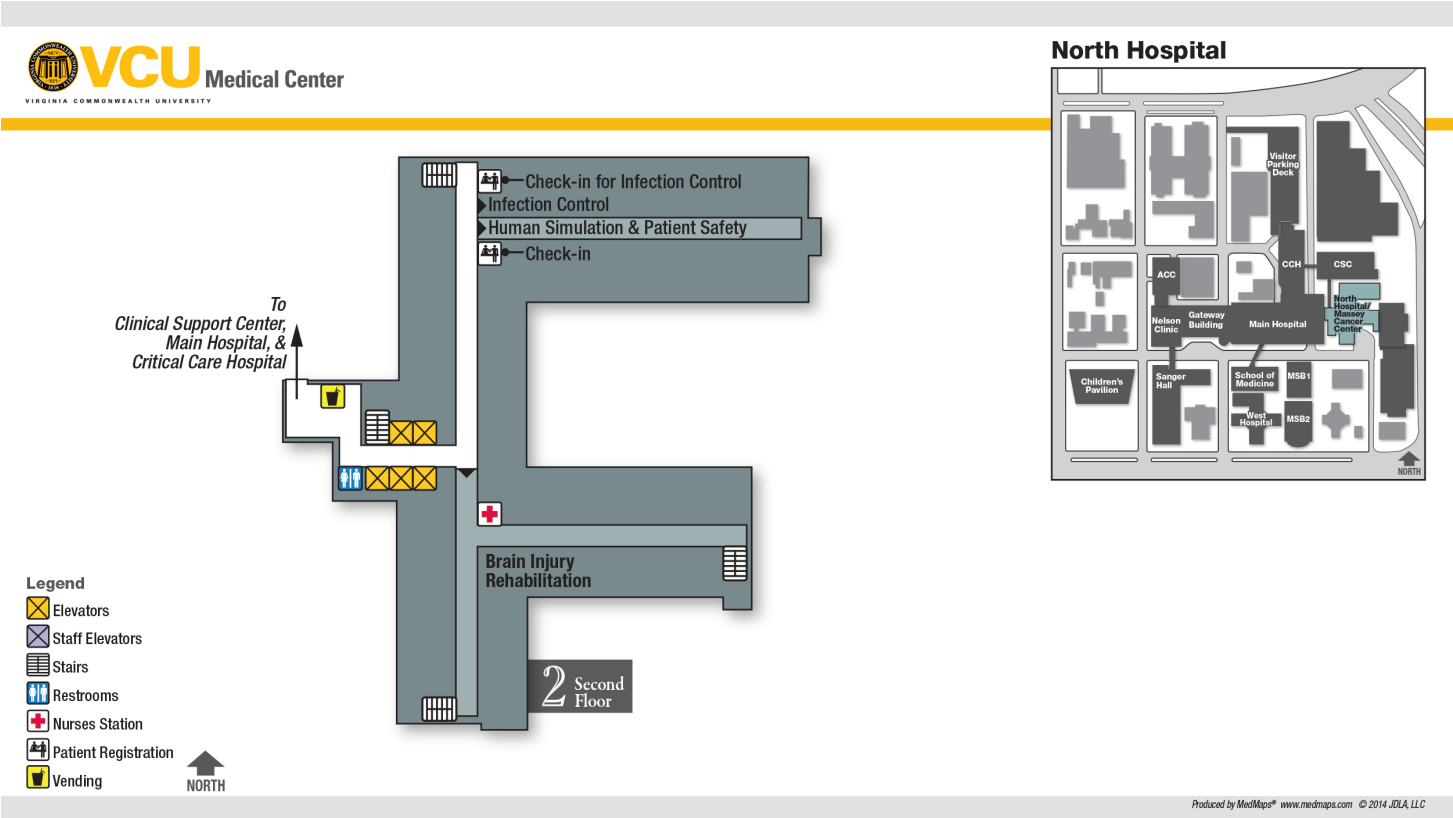 VCU Medical Center
VIRGINIA COMMONWEALTH UNIVERSITY
North Hospital
Visitor
Parking
Deck
CCH
CSC
ACC
North
Hospital/
Massey
Cancer
Center
Nelson
Clinic
Gateway
Building
Main Hospital
Children's
Pavilion
Sanger
Hall
School of
Medicine
MSB1
West
Hospital
MSB2
NORTH
Check-in for Infection Control
Infection Control
Human Simulation & Patient Safety
Check-in
To
Clinical Support Center,
Main Hospital, &
Critical Care Hospital
Brain Injury
Rehabilitation
2 Second
Floor
Legend
Elevators
Staff Elevators
Stairs
Restrooms
Nurses Station
Patient Registration
Vending
NORTH
Produced by MedMaps® www.medmaps.com © 2014 JDLA, LLC